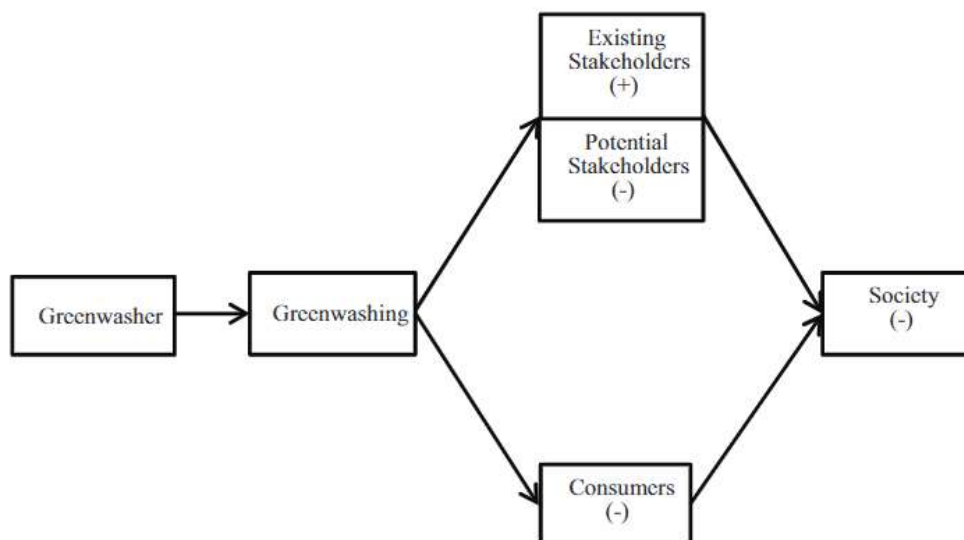 Existing
Stakeholders
(+)
Potential
Stakeholders
(-)
Greenwasher
Greenwashing
Society
(-)
Consumers
(-)